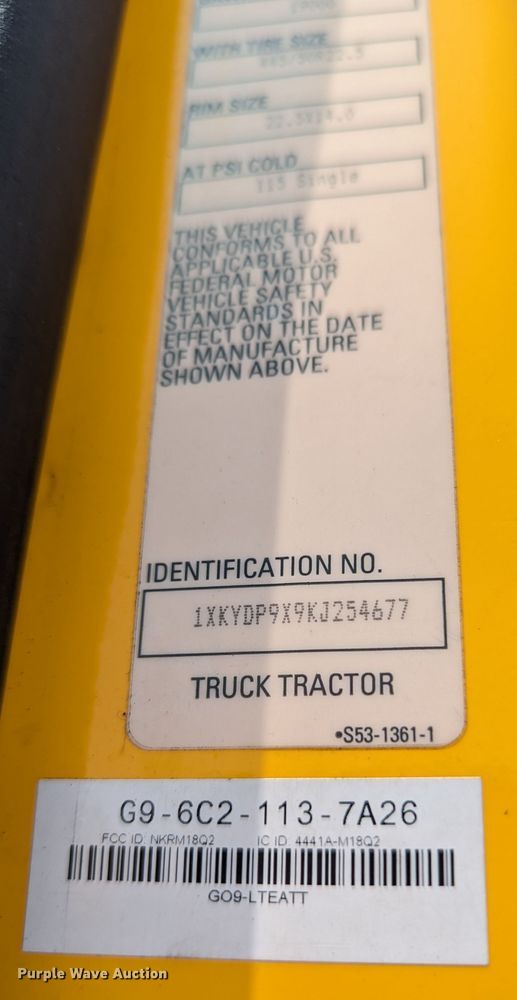 WITH TIRE SIZE
RIM SIZE
22.5X14.0
AT PSI COLD
115 Single
THIS VEHICLE
CONFORMS TO ALL
APPLICABLE U.S.
FEDERAL MOTOR
VEHICLE SAFETY
STANDARDS IN
EFFECT ON THE DATE
OF MANUFACTURE
SHOWN ABOVE.
IDENTIFICATION NO.
1XKYDP9X9KJ254677
TRUCK TRACTOR
•S53-1361-1
G9-6C2-113-7A26
FCC ID: NKRM18Q2 IC ID: 4441A-M18Q2
GO9-LTEATT
Purple Wave Auction